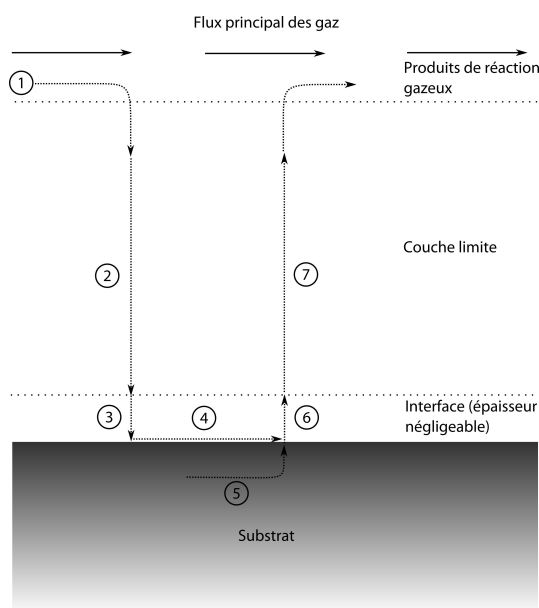 Flux principal des gaz
Produits de réaction
gazeux
1
Couche limite
2
7
3
4
6
Interface (épaisseur
négligeable)
5
Substrat